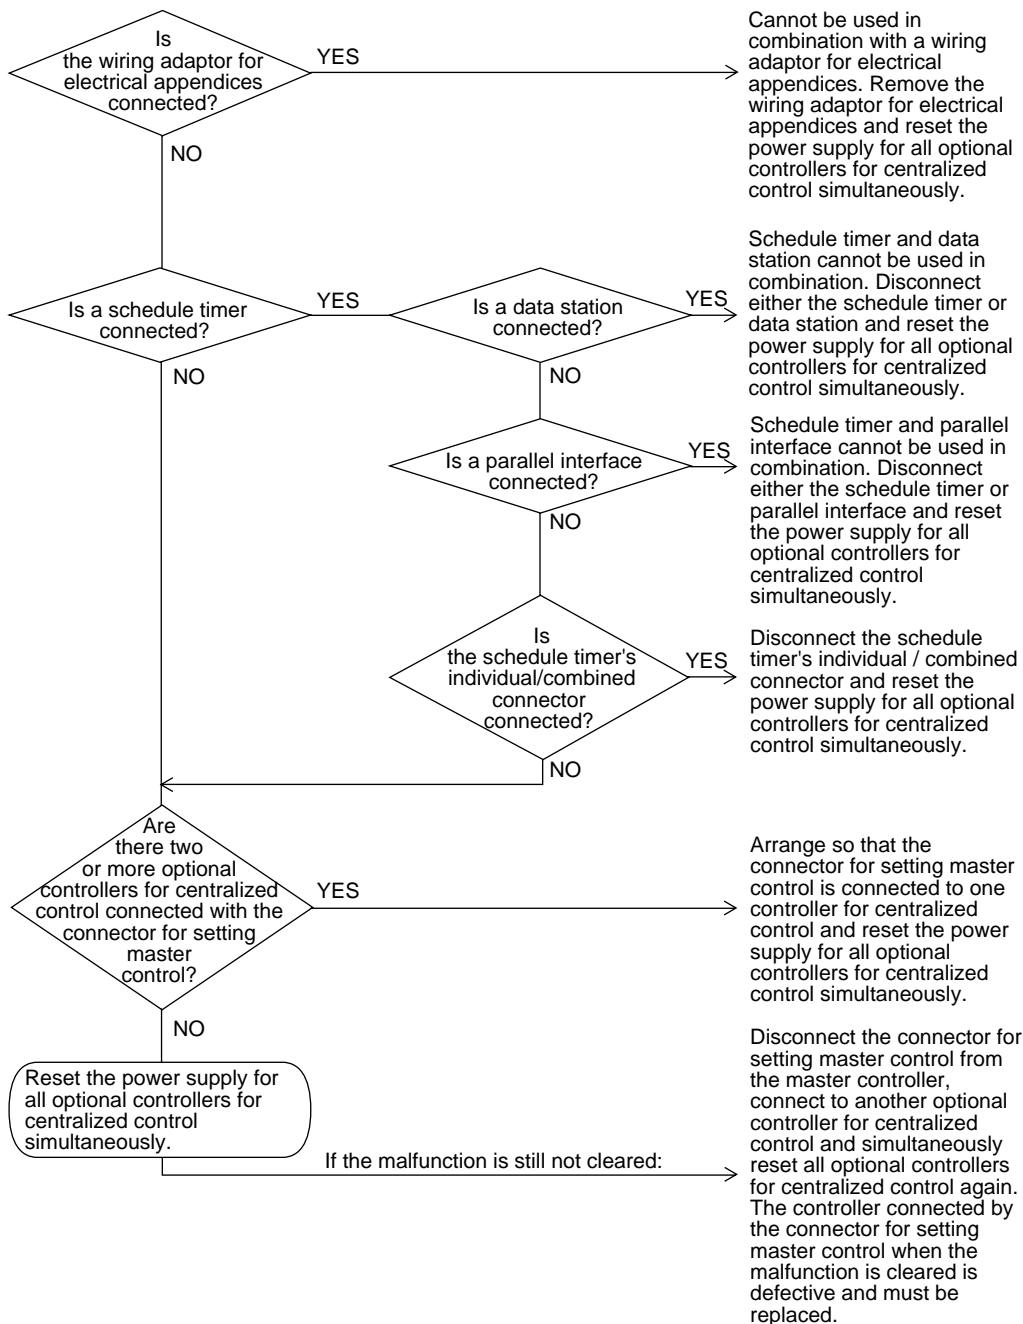 Is
the wiring adaptor for
electrical appendices
connected?
YES
NO
Cannot be used in
combination with a wiring
adaptor for electrical
appendices. Remove the
wiring adaptor for electrical
appendices and reset the
power supply for all optional
controllers for centralized
control simultaneously.
Is a schedule timer
connected?
YES
NO
Is a data station
connected?
YES
NO
Schedule timer and data
station cannot be used in
combination. Disconnect
either the schedule timer or
data station and reset the
power supply for all optional
controllers for centralized
control simultaneously.
Is a parallel interface
connected?
YES
NO
Schedule timer and parallel
interface cannot be used in
combination. Disconnect
either the schedule timer or
parallel interface and reset
the power supply for all
optional controllers for
centralized control
simultaneously.
Is
the schedule timer's
individual/combined
connector
connected?
YES
NO
Disconnect the schedule
timer's individual / combined
connector and reset the
power supply for all optional
controllers for centralized
control simultaneously.
Are
there two
or more optional
controllers for centralized
control connected with the
connector for setting
master
control?
YES
NO
Arrange so that the
connector for setting master
control is connected to one
controller for centralized
control and reset the power
supply for all optional
controllers for centralized
control simultaneously.
Reset the power supply for
all optional controllers for
centralized control
simultaneously.
If the malfunction is still not cleared:
Disconnect the connector for
setting master control from
the master controller,
connect to another optional
controller for centralized
control and simultaneously
reset all optional controllers
for centralized control again.
The controller connected by
the connector for setting
master control when the
malfunction is cleared is
defective and must be
replaced.